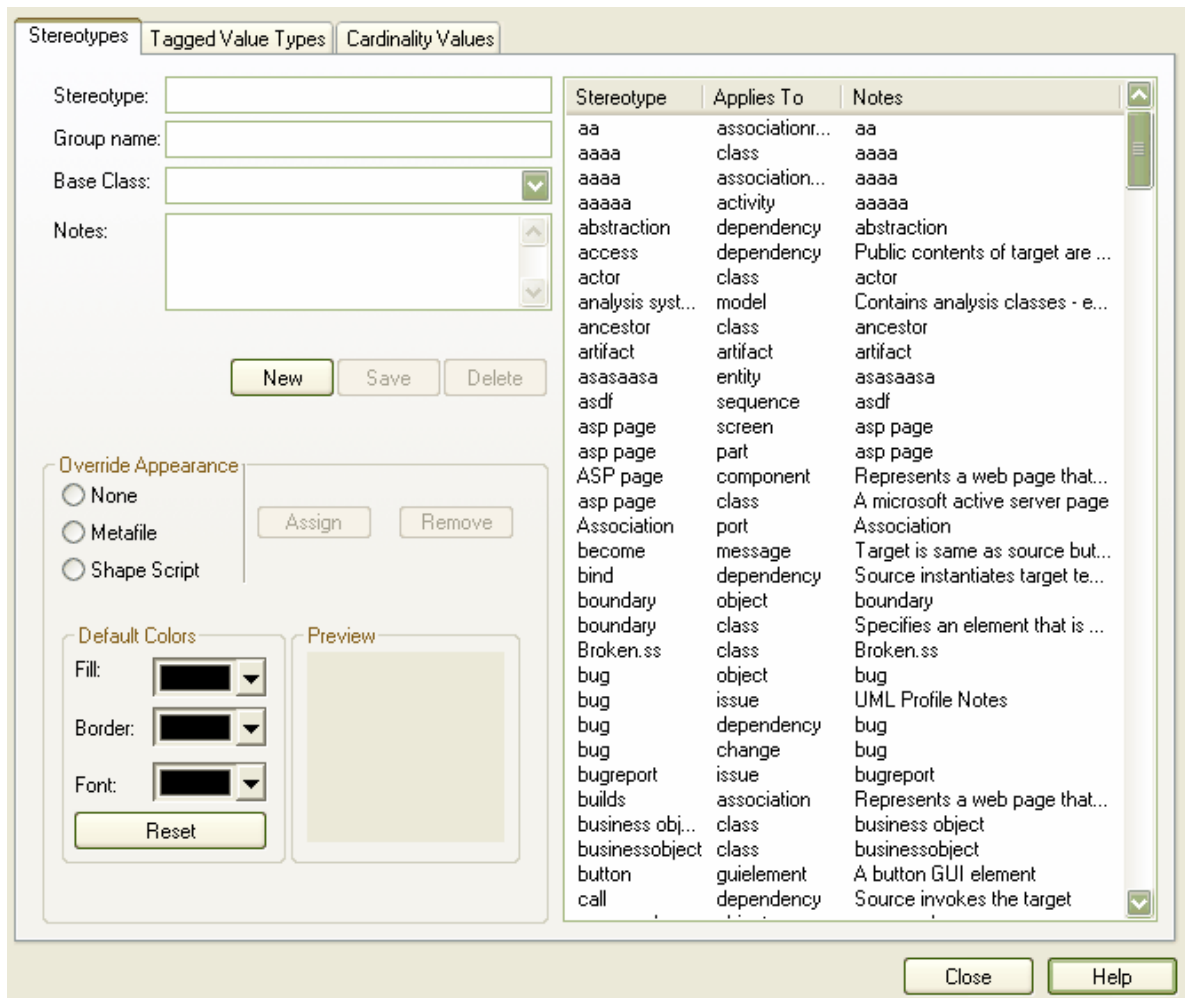 Stereotypes Tagged Value Types Cardinality Values
Stereotype:
Group name:
Base Class:
Notes:
New Save Delete
Override Appearance
None
Metafile
Shape Script
Assign Remove
Default Colors
Fill:
Border:
Font:
Reset
Preview
Stereotype Applies To Notes
aa associationr... aa
aaaa class aaaa
aaaa association... aaaa
aaaaa activity aaaaa
abstraction dependency abstraction
access dependency Public contents of target are ...
actor class actor
analysis syst... model Contains analysis classes - e...
ancestor class ancestor
artifact artifact artifact
asasaasa entity asasaasa
asdf sequence asdf
asp page screen asp page
asp page part asp page
ASP page component Represents a web page that...
asp page class A microsoft active server page
Association port Association
become message Target is same as source but...
bind dependency Source instantiates target te...
boundary object boundary
boundary class Specifies an element that is ...
Broken.ss class Broken.ss
bug object bug
bug issue UML Profile Notes
bug dependency bug
bug change bug
bugreport issue bugreport
builds association Represents a web page that...
business obj... class business object
businessobject class businessobject
button guielement A button GUI element
call dependency Source invokes the target
Close Help